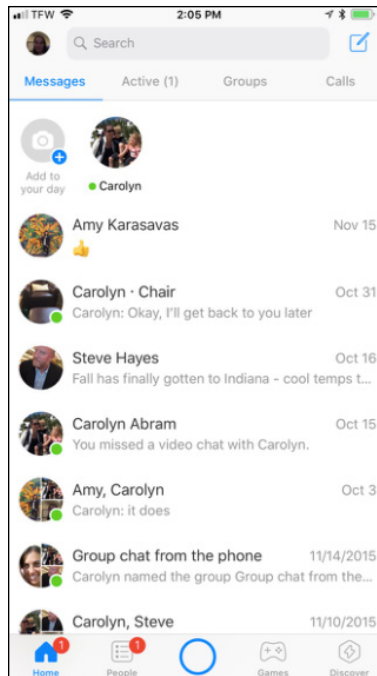 TFW 2:05 PM
Search
Messages Active (1) Groups Calls
Add to
your day
Carolyn
Amy Karasavas Nov 15
Carolyn · Chair Oct 31
Carolyn: Okay, I'll get back to you later
Steve Hayes Oct 16
Fall has finally gotten to Indiana - cool temps t...
Carolyn Abram Oct 15
You missed a video chat with Carolyn.
Amy, Carolyn Oct 3
Carolyn: it does
Group chat from the phone 11/14/2015
Carolyn named the group Group chat from the...
Carolyn, Steve 11/10/2015
1 1
Home People Games Discover